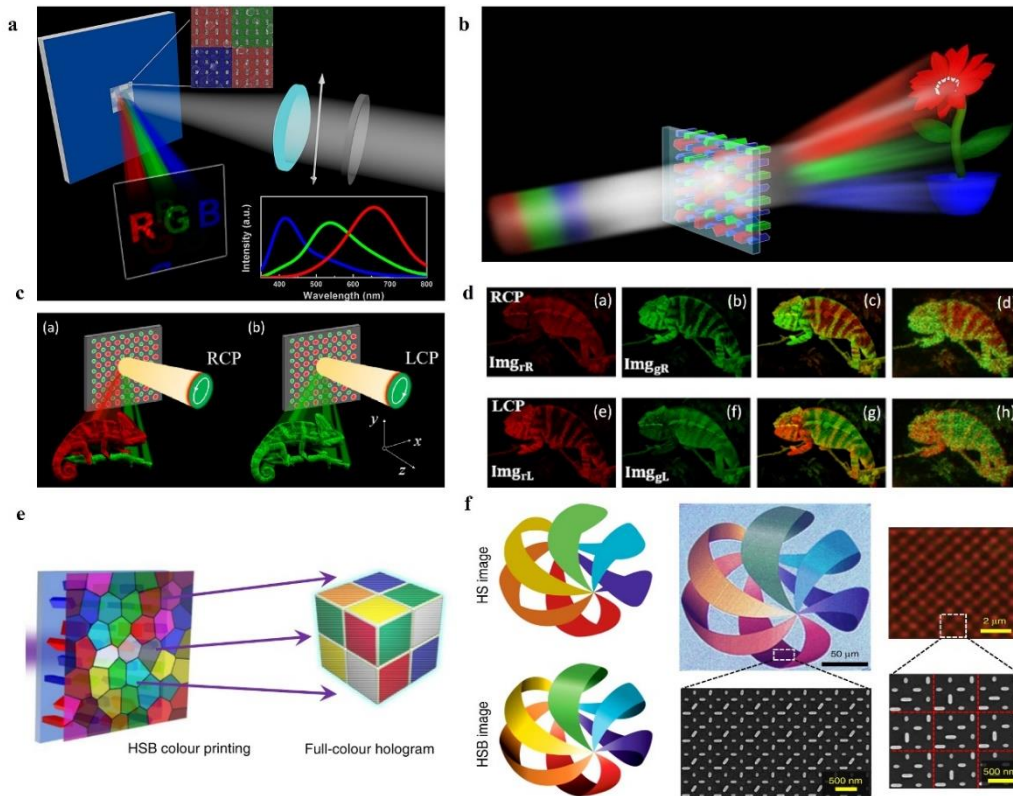 a
R G B
Intensity (a.u.)
400 500 600 700 800
Wavelength (nm)
b
c
(a)
RCP
(b)
LCP
y
x
z
d
RCP
(a)
Img_rR
(b)
Img_gR
(c)
(d)
LCP
(e)
Img_rL
(f)
Img_gL
(g)
(h)
e
HSB colour printing
Full-colour hologram
f
HS image
HSB image
50 µm
500 nm
2 µm
500 nm